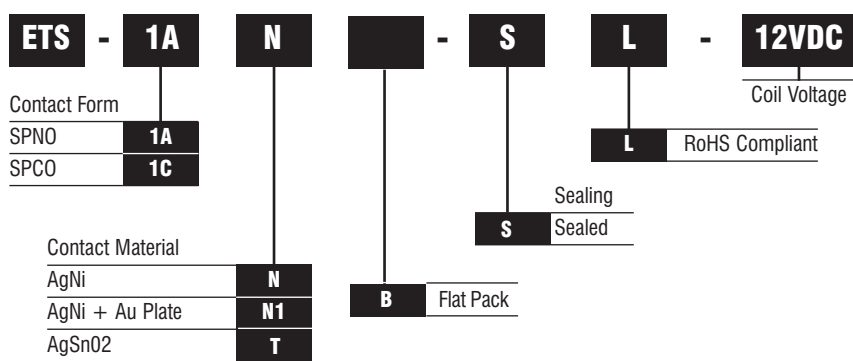 ETS - 1A N - S L - 12VDC
Coil Voltage
Contact Form
SPNO 1A
SPCO 1C
L RoHS Compliant
Sealing
S Sealed
Contact Material
AgNi N
AgNi + Au Plate N1
AgSn02 T
B Flat Pack